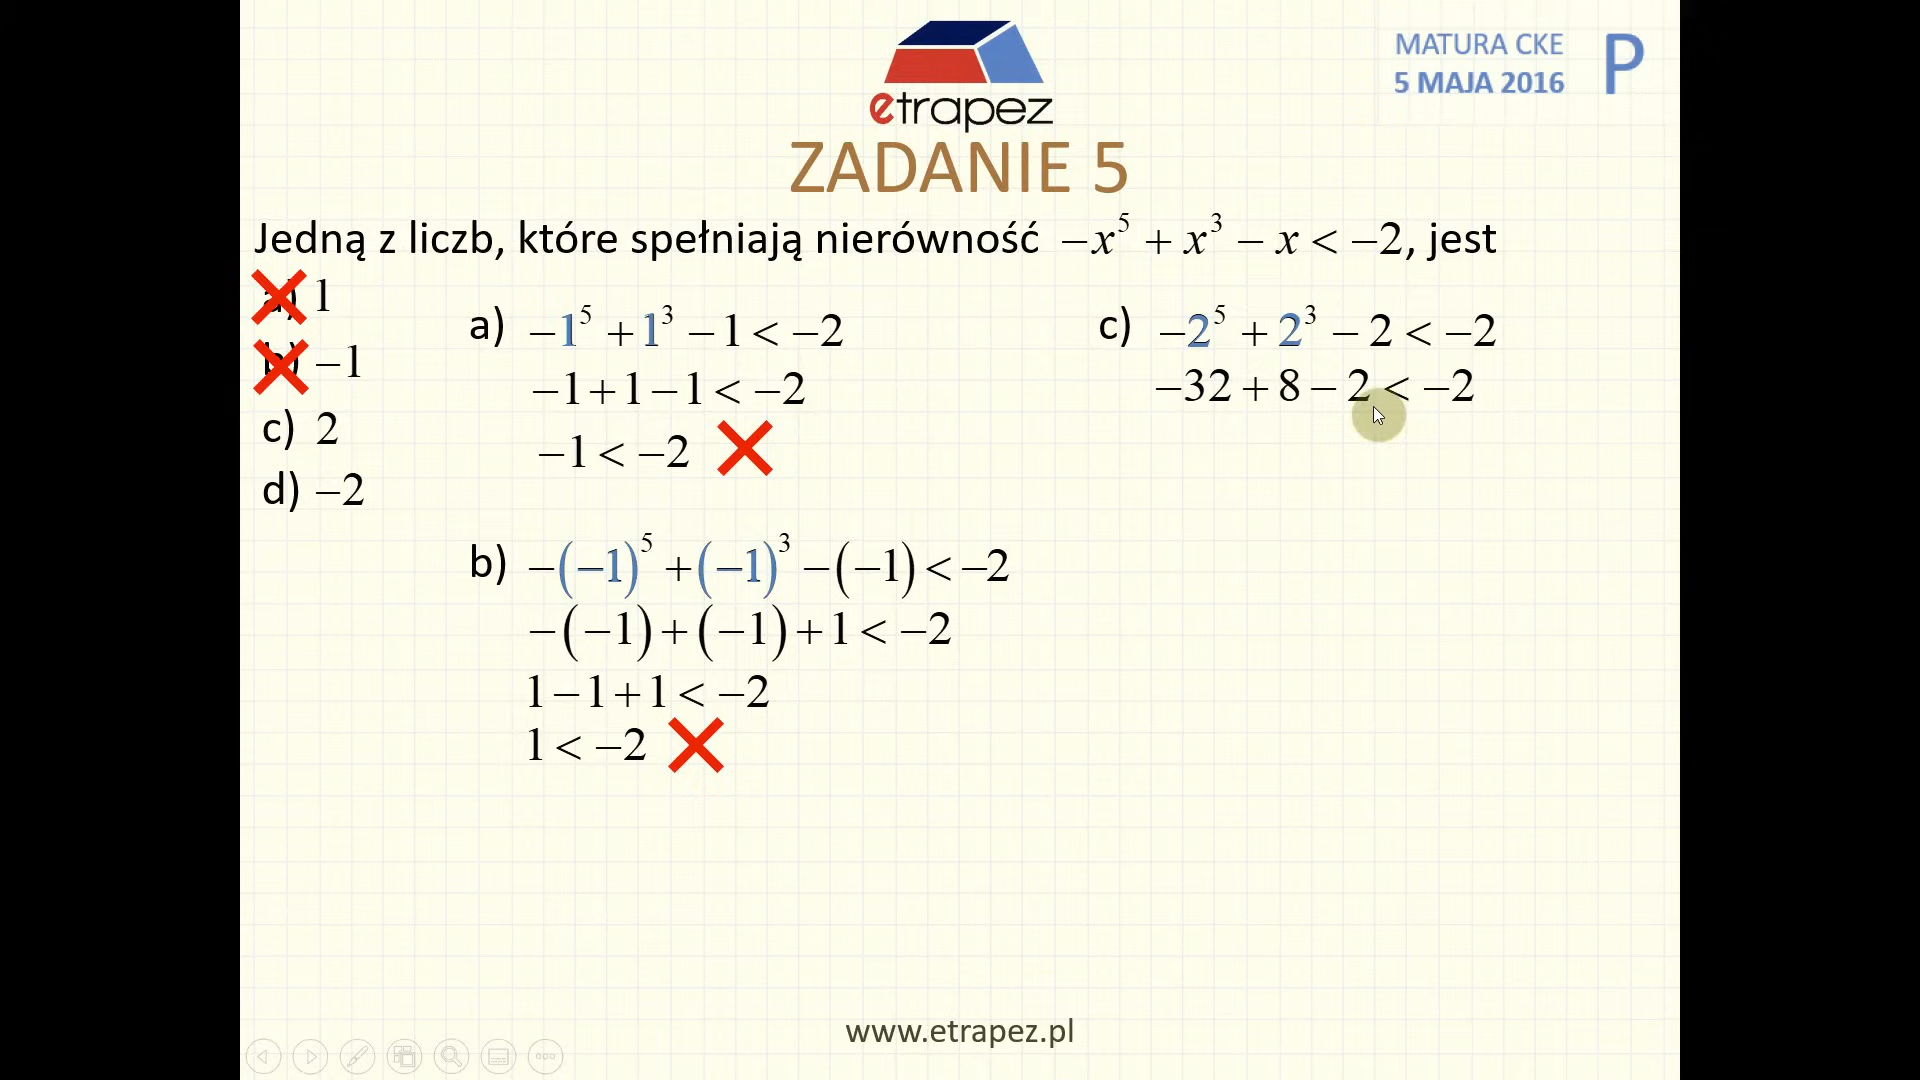 etrapez
MATURA CKE
5 MAJA 2016
P
ZADANIE 5
Jedną z liczb, które spełniają nierówność −x⁵ + x³ − x < −2, jest
a) 1
b) −1
c) 2
d) −2
a) −1⁵ + 1³ − 1 < −2
−1 + 1 − 1 < −2
−1 < −2
b) −(−1)⁵ + (−1)³ − (−1) < −2
−(−1) + (−1) + 1 < −2
1 − 1 + 1 < −2
1 < −2
c) −2⁵ + 2³ − 2 < −2
−32 + 8 − 2 < −2
www.etrapez.pl